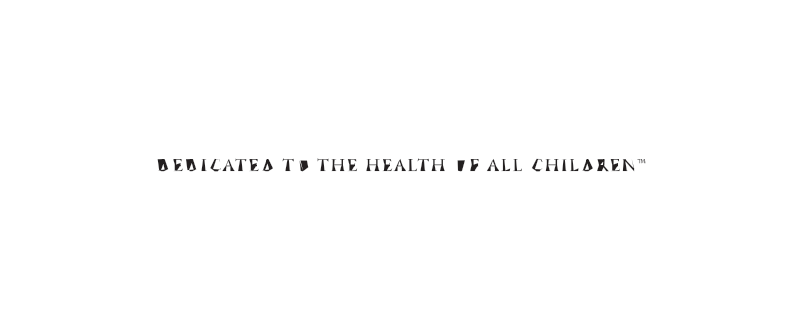 DEDICATED TO THE HEALTH OF ALL CHILDREN™